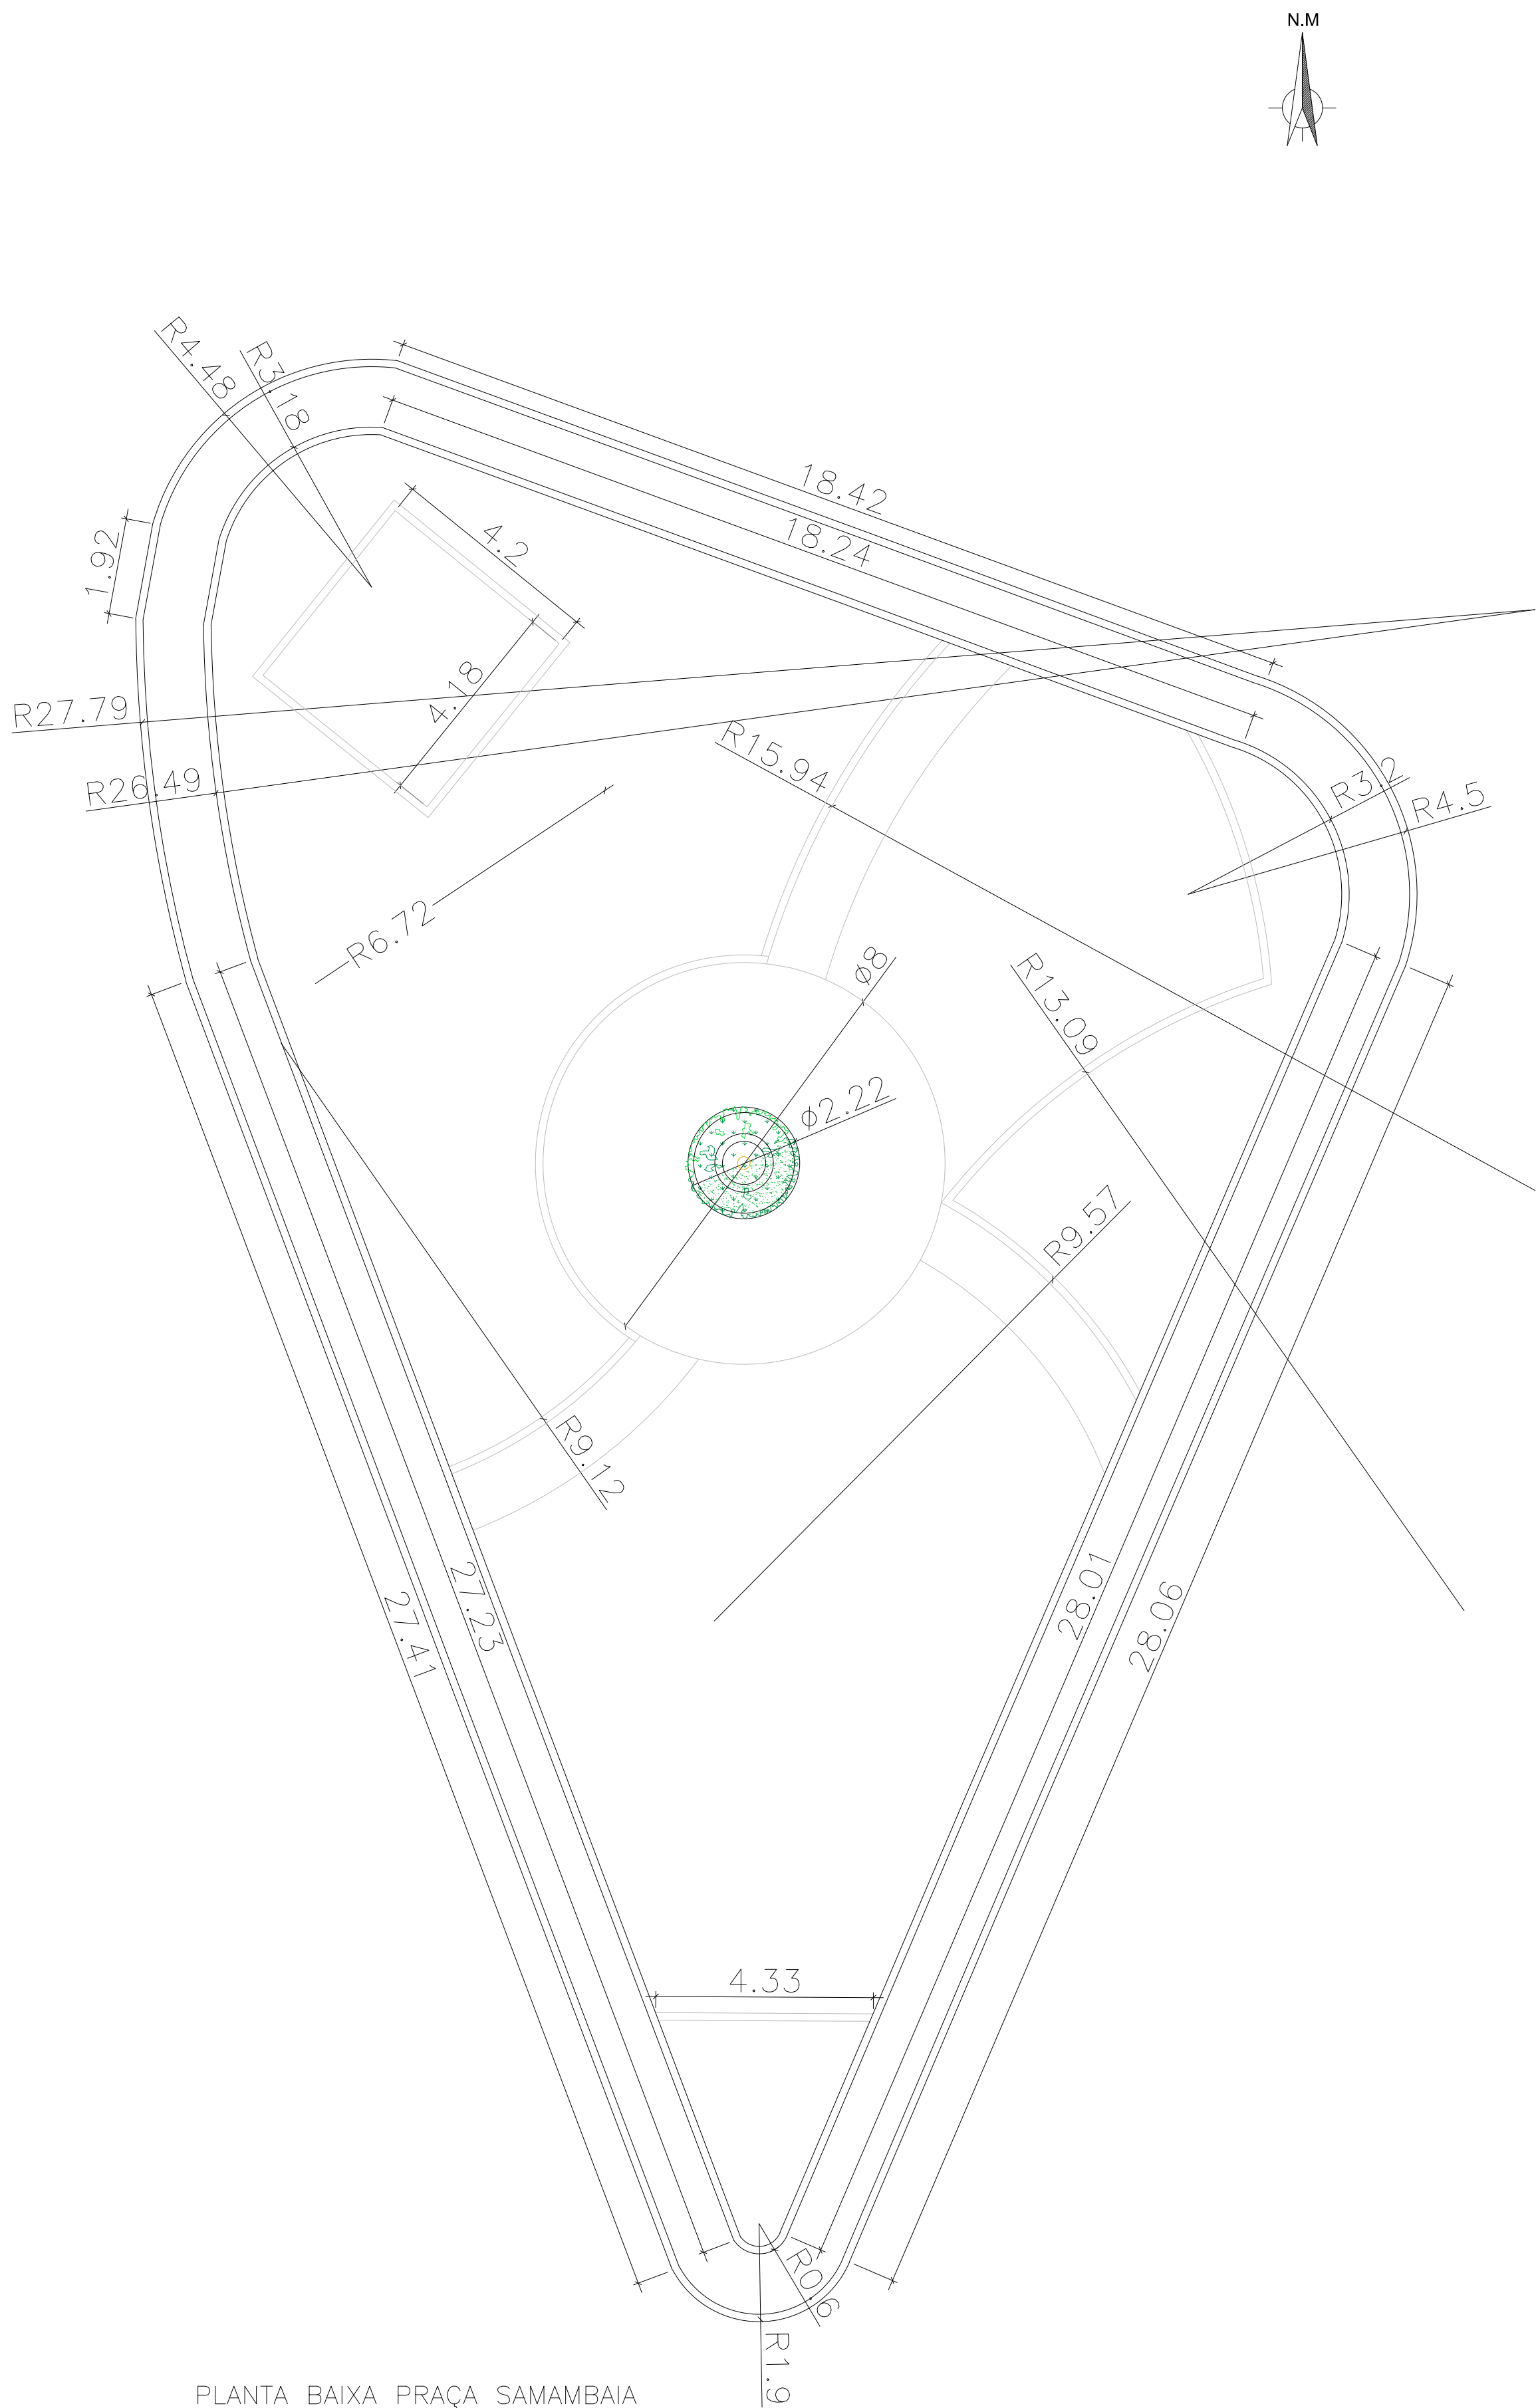 N.M
R4.48
R3.18
18.42
18.24
4.2
1.92
4.18
R27.79
R26.49
R15.94
R3.2
R4.5
R6.72
ø8
R13.09
ø2.22
R9.57
R9.12
27.23
27.41
28.01
28.06
4.33
R0.6
R1.9
PLANTA BAIXA PRAÇA SAMAMBAIA